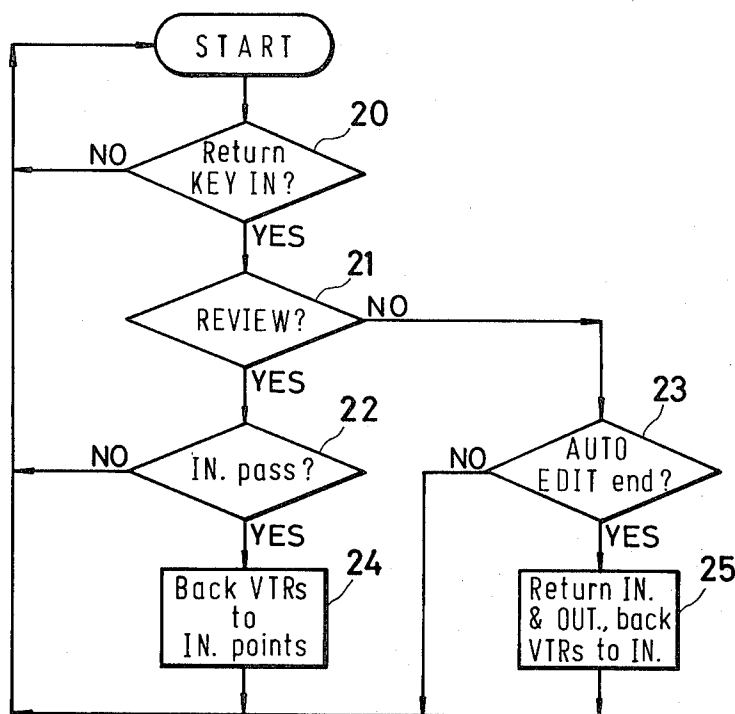 START
20
Return
KEY IN?
NO
YES
21
REVIEW?
NO
YES
22
IN. pass?
NO
YES
23
AUTO
EDIT end?
NO
YES
24
Back VTRs
to
IN. points
25
Return IN.
& OUT., back
VTRs to IN.